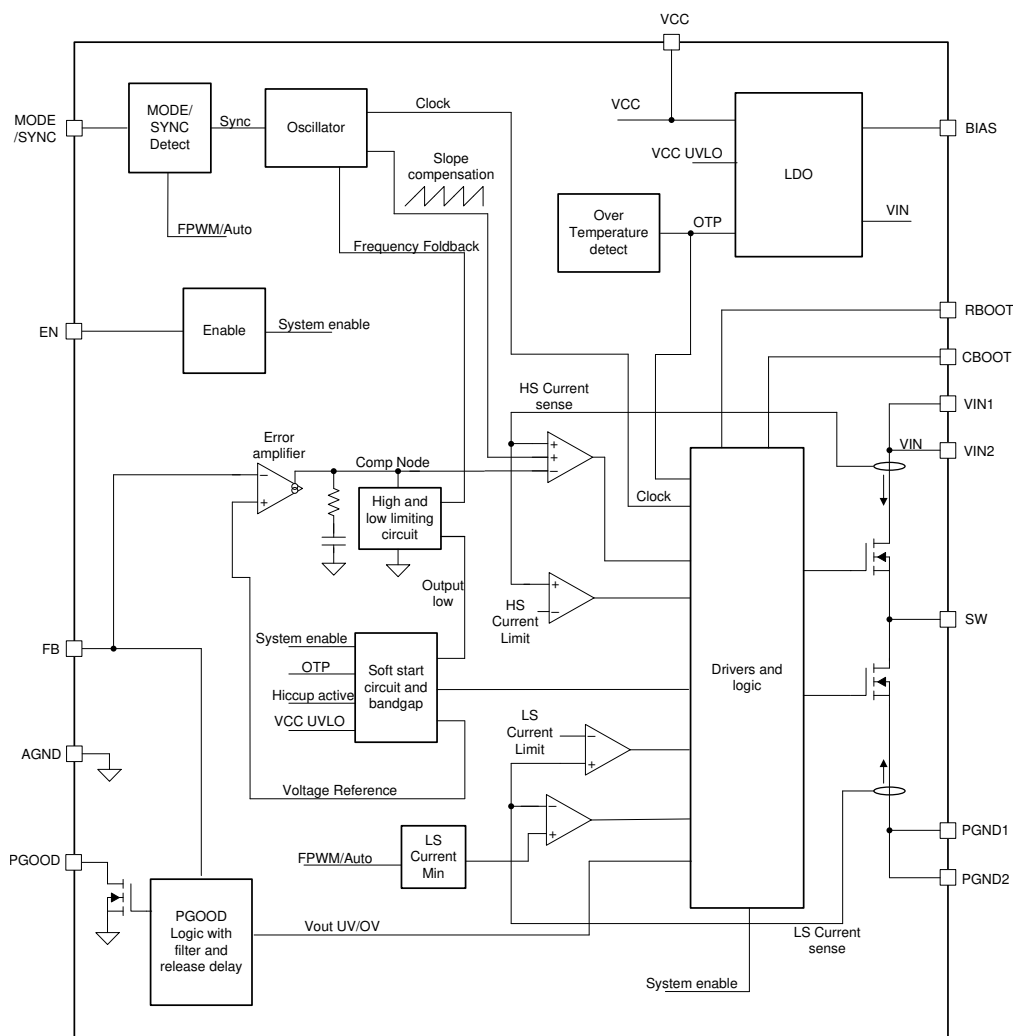 VCC
MODE
/SYNC
MODE/
SYNC
Detect
Sync
Oscillator
Clock
Slope
compensation
FPWM/Auto
Frequency Foldback
VCC
VCC UVLO
LDO
BIAS
VIN
Over
Temperature
detect
OTP
EN
Enable
System enable
RBOOT
CBOOT
VIN1
VIN
VIN2
HS Current
sense
Error
amplifier
−
+
Comp Node
+
+
−
High and
low limiting
circuit
Clock
Output
low
+
−
HS
Current
Limit
SW
FB
System enable
OTP
Hiccup active
VCC UVLO
Soft start
circuit and
bandgap
Drivers and
logic
LS
Current
Limit
−
+
AGND
Voltage Reference
−
+
PGND1
PGOOD
FPWM/Auto
LS
Current
Min
PGND2
PGOOD
Logic with
filter and
release delay
Vout UV/OV
LS Current
sense
System enable